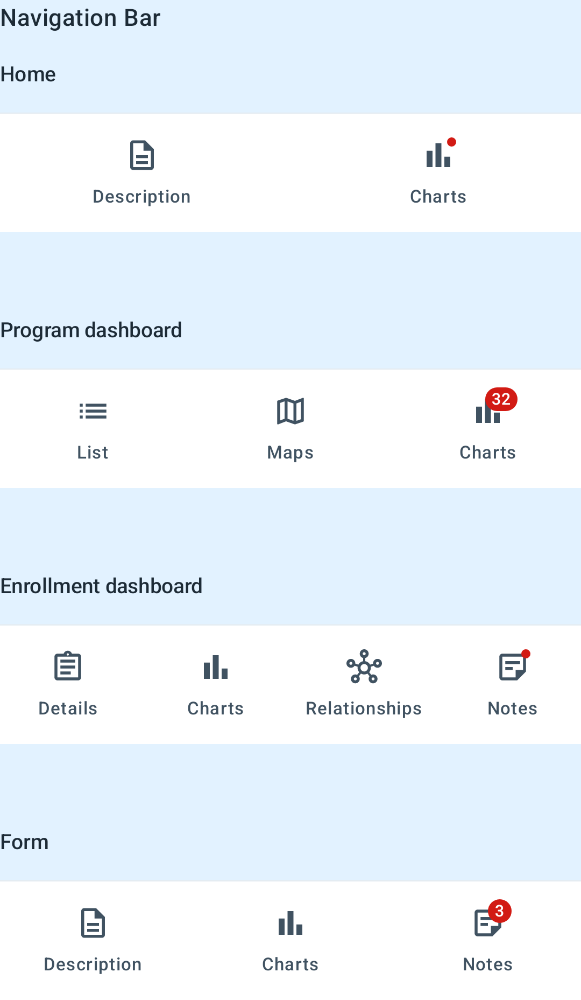 Navigation Bar
Home
Description Charts
Program dashboard
32
List Maps Charts
Enrollment dashboard
Details Charts Relationships Notes
Form
3
Description Charts Notes